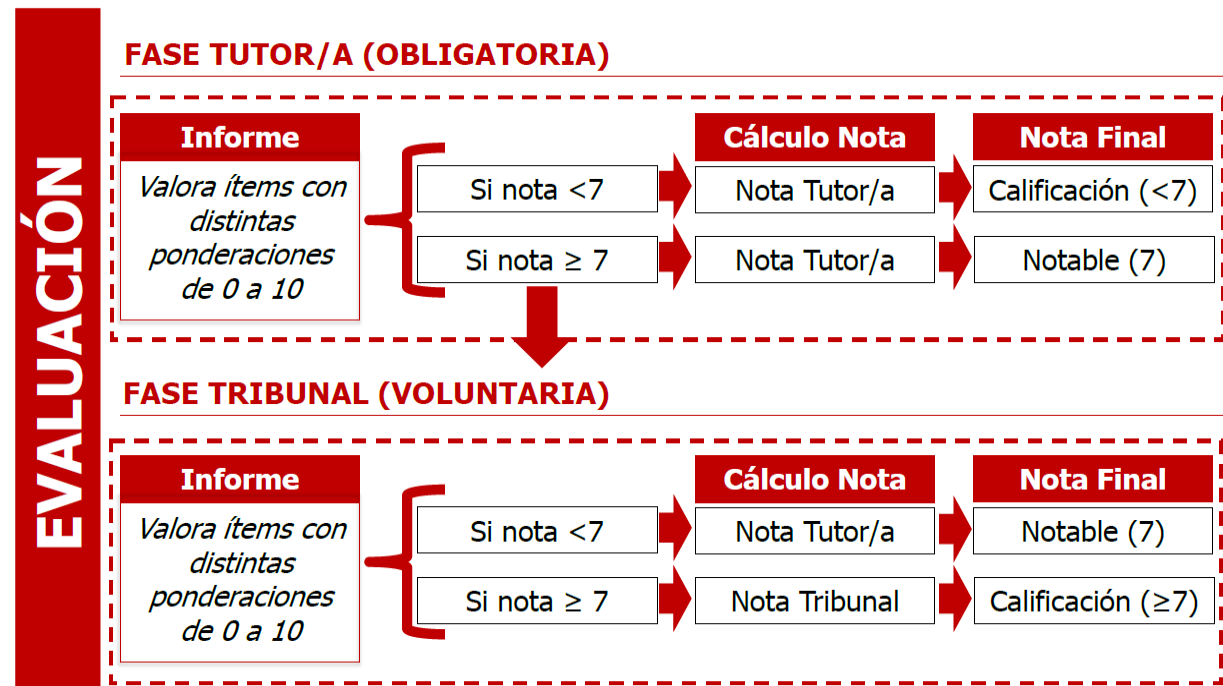 EVALUACIÓN
FASE TUTOR/A (OBLIGATORIA)
Informe
Valora ítems con
distintas
ponderaciones
de 0 a 10
Si nota <7
Si nota ≥ 7
Cálculo Nota
Nota Tutor/a
Nota Tutor/a
Nota Final
Calificación (<7)
Notable (7)
FASE TRIBUNAL (VOLUNTARIA)
Informe
Valora ítems con
distintas
ponderaciones
de 0 a 10
Si nota <7
Si nota ≥ 7
Cálculo Nota
Nota Tutor/a
Nota Tribunal
Nota Final
Notable (7)
Calificación (≥7)